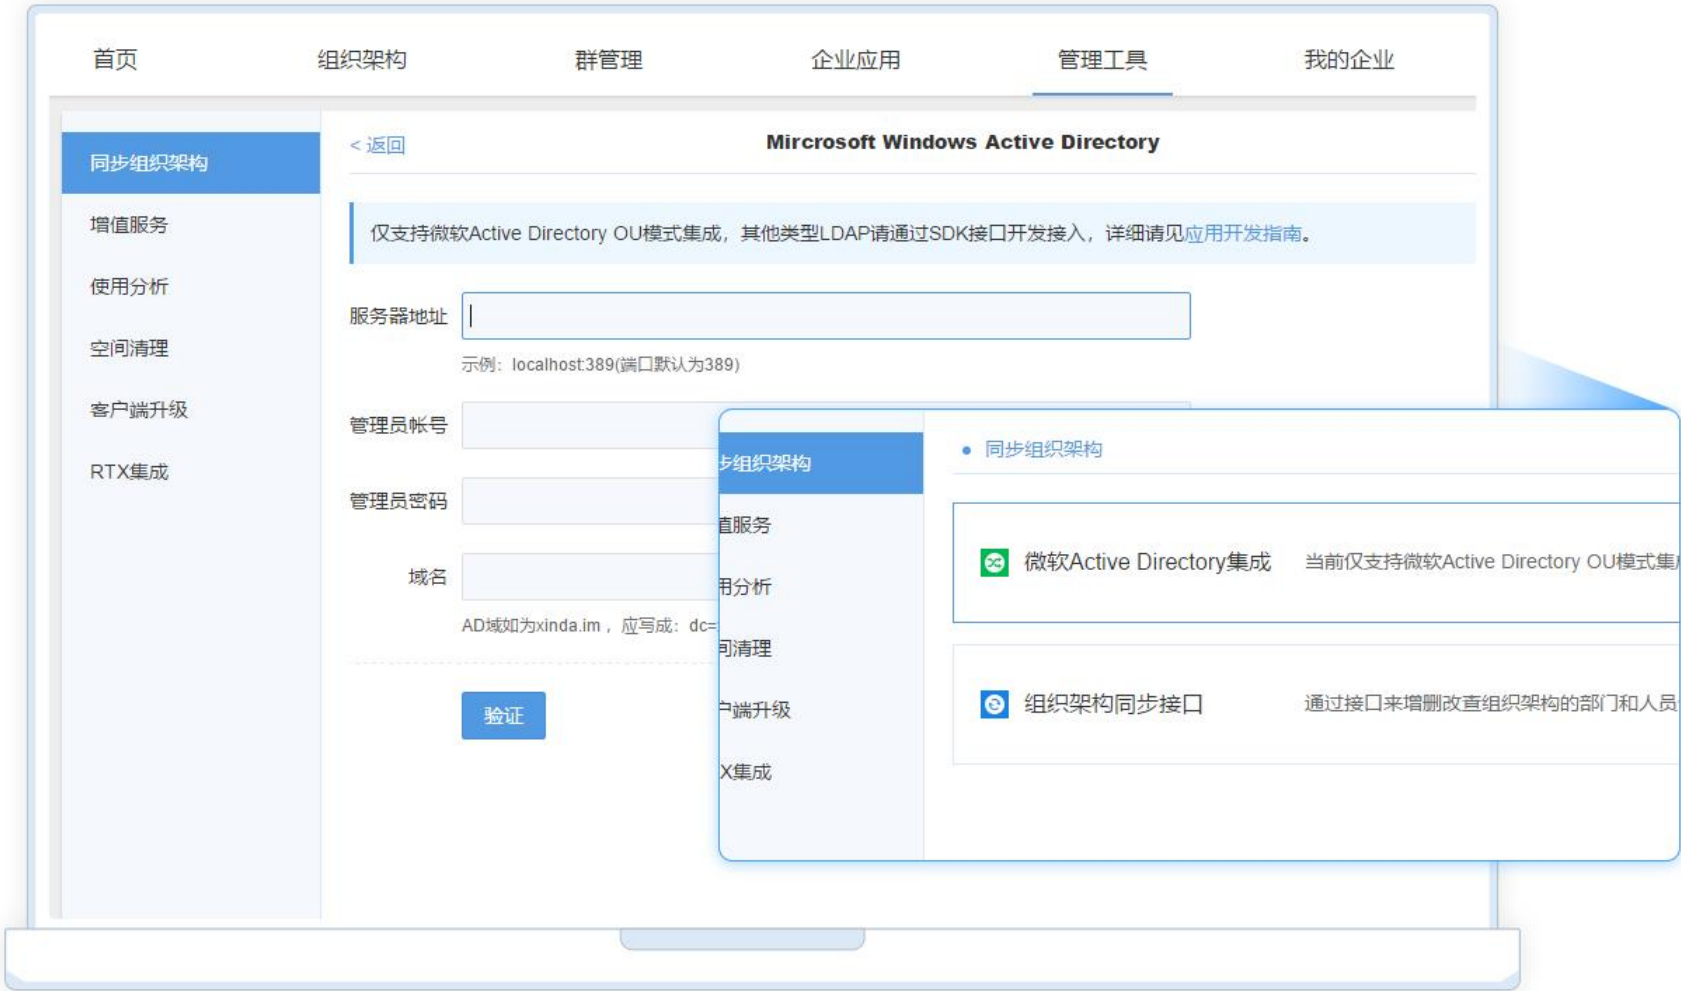 首页 组织架构 群管理 企业应用 管理工具 我的企业
同步组织架构
增值服务
使用分析
空间清理
客户端升级
RTX集成
< 返回
Mircrosoft Windows Active Directory
仅支持微软Active Directory OU模式集成，其他类型LDAP请通过SDK接口开发接入，详细请见应用开发指南。
服务器地址
示例：localhost:389(端口默认为389)
管理员帐号
管理员密码
域名
AD域如为xinda.im ，应写成：dc=
验证
步组织架构
值服务
用分析
间清理
户端升级
X集成
• 同步组织架构
微软Active Directory集成 当前仅支持微软Active Directory OU模式集
组织架构同步接口 通过接口来增删改查组织架构的部门和人员